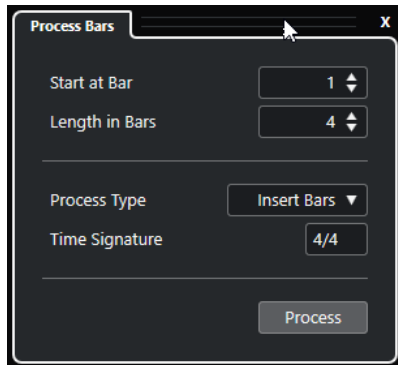 Process Bars x
Start at Bar 1
Length in Bars 4
Process Type Insert Bars
Time Signature 4/4
Process